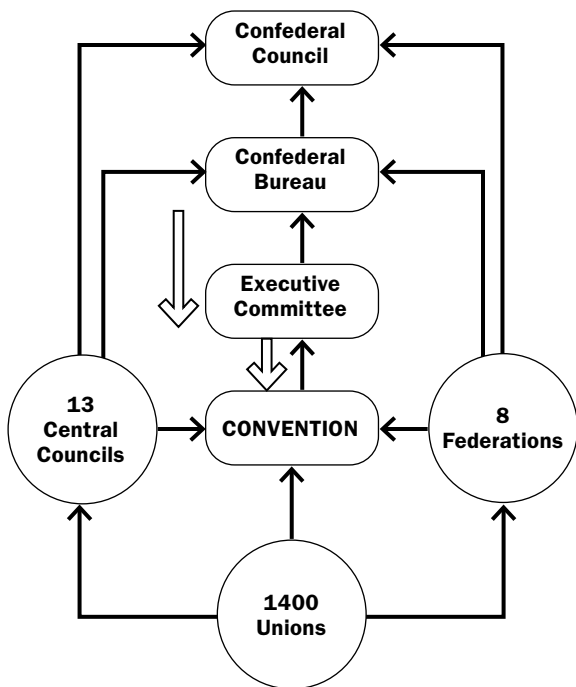 Confederal
Council
Confederal
Bureau
Executive
Committee
13
Central
Councils
CONVENTION
8
Federations
1400
Unions